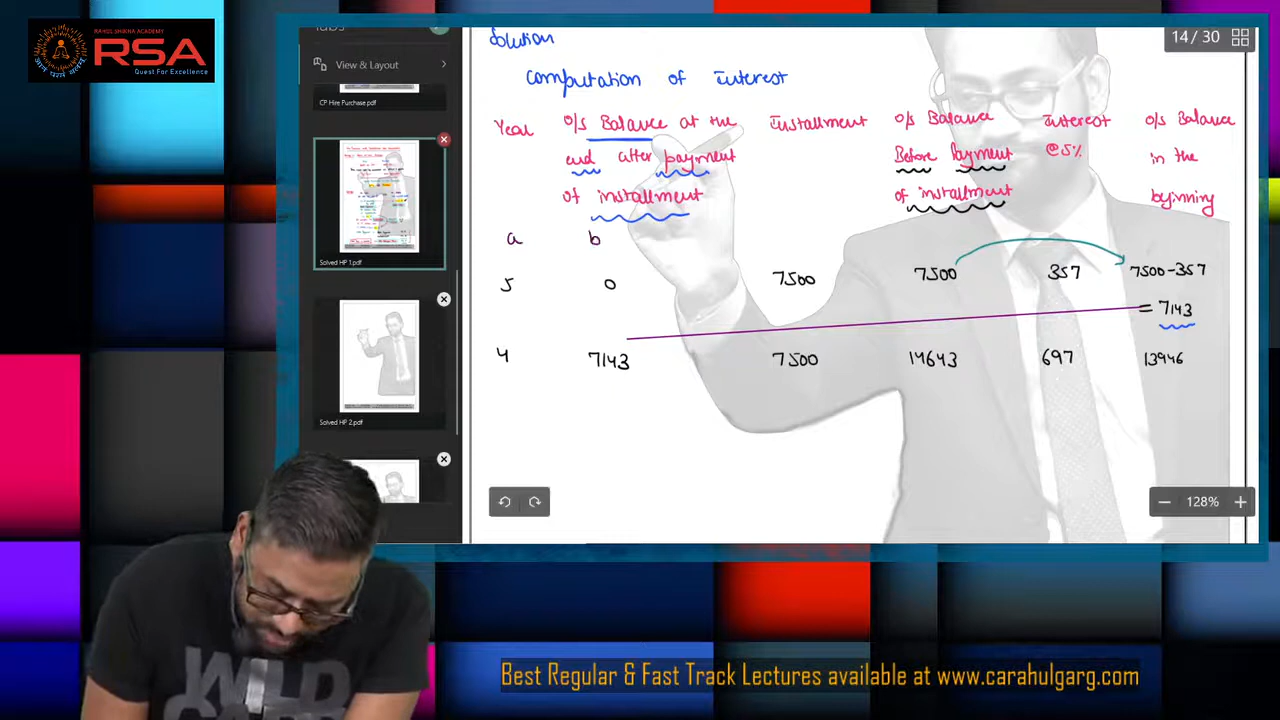 RAHUL BHAIYA ACADEMY
RSA
Quest For Excellence
View & Layout
CP Hire Purchase.pdf
Solved HP 1.pdf
Solved HP 2.pdf
14 / 30
Solution
Computation of Interest
Year o/s Balance at the end after payment of installment Installment o/s Balance Before Payment of installment Interest @5% o/s Balance in the beginning
a b
5 0 7500 7500 357 7500-357
= 7143
4 7143 7500 14643 697 13946
128%
WILD
Best Regular & Fast Track Lectures available at www.carahulgarg.com